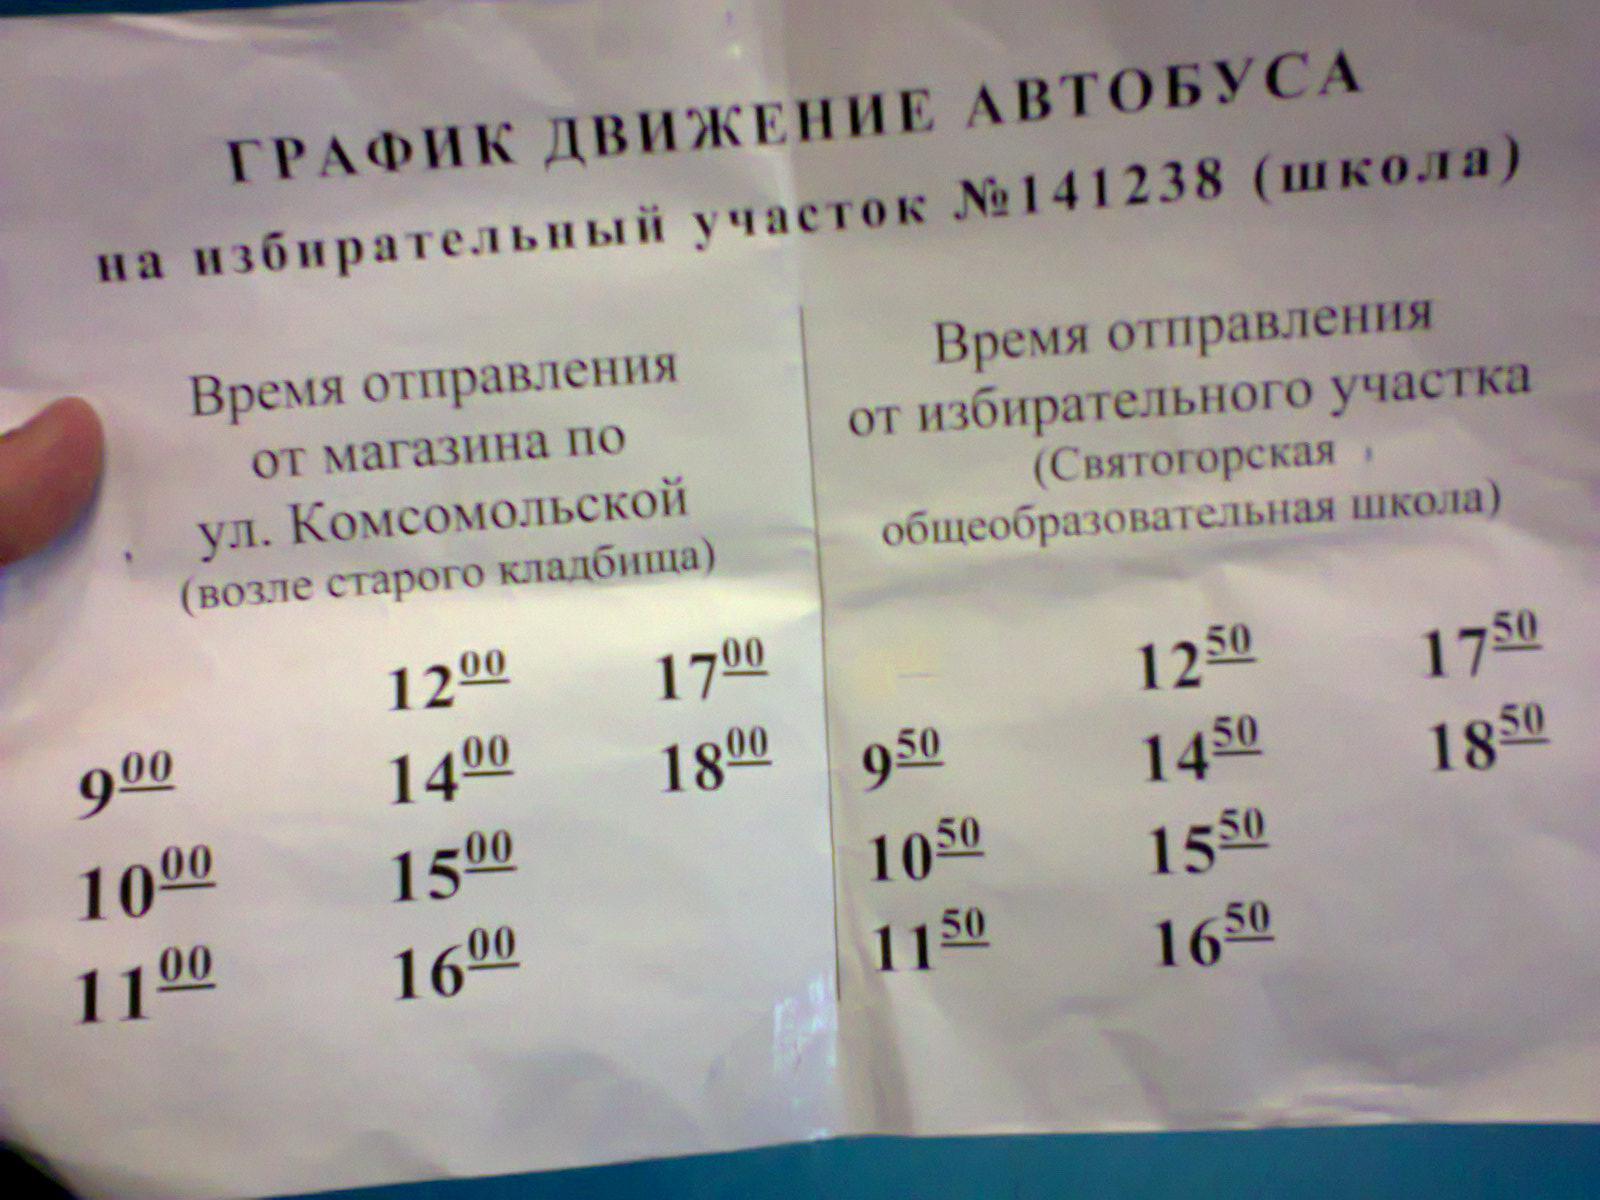 ГРАФИК ДВИЖЕНИЕ АВТОБУСА
на избирательный участок №141238 (школа)
Время отправления
от магазина по
ул. Комсомольской
(возле старого кладбища)
12 00 17 00
9 00 14 00 18 00
10 00 15 00
11 00 16 00
Время отправления
от избирательного участка
(Святогорская
общеобразовательная школа)
12 50 17 50
9 50 14 50 18 50
10 50 15 50
11 50 16 50